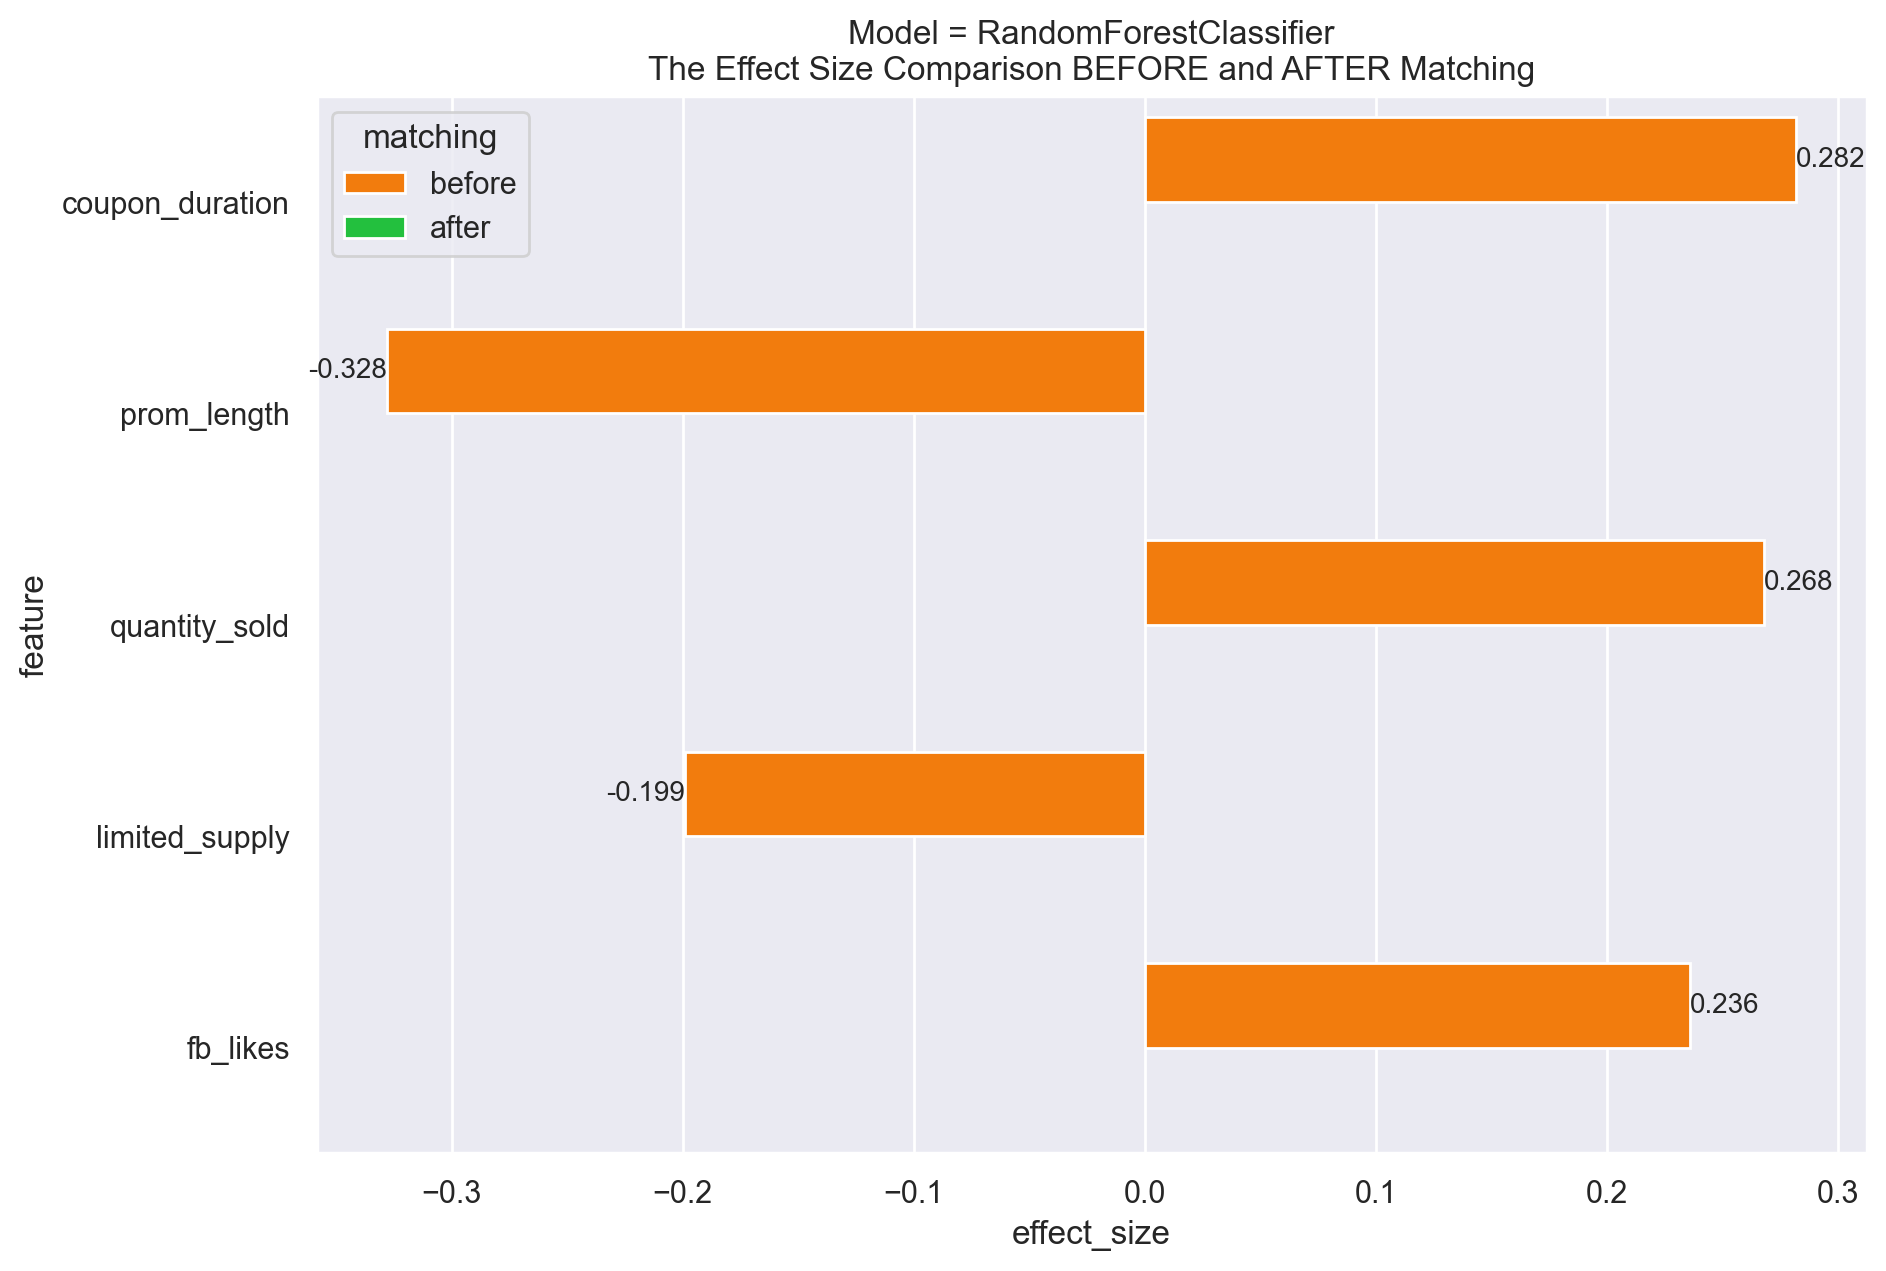 Model = RandomForestClassifier
The Effect Size Comparison BEFORE and AFTER Matching
matching
before
after
coupon_duration
0.282
prom_length
-0.328
quantity_sold
0.268
limited_supply
-0.199
fb_likes
0.236
feature
−0.3
−0.2
−0.1
0.0
0.1
0.2
0.3
effect_size